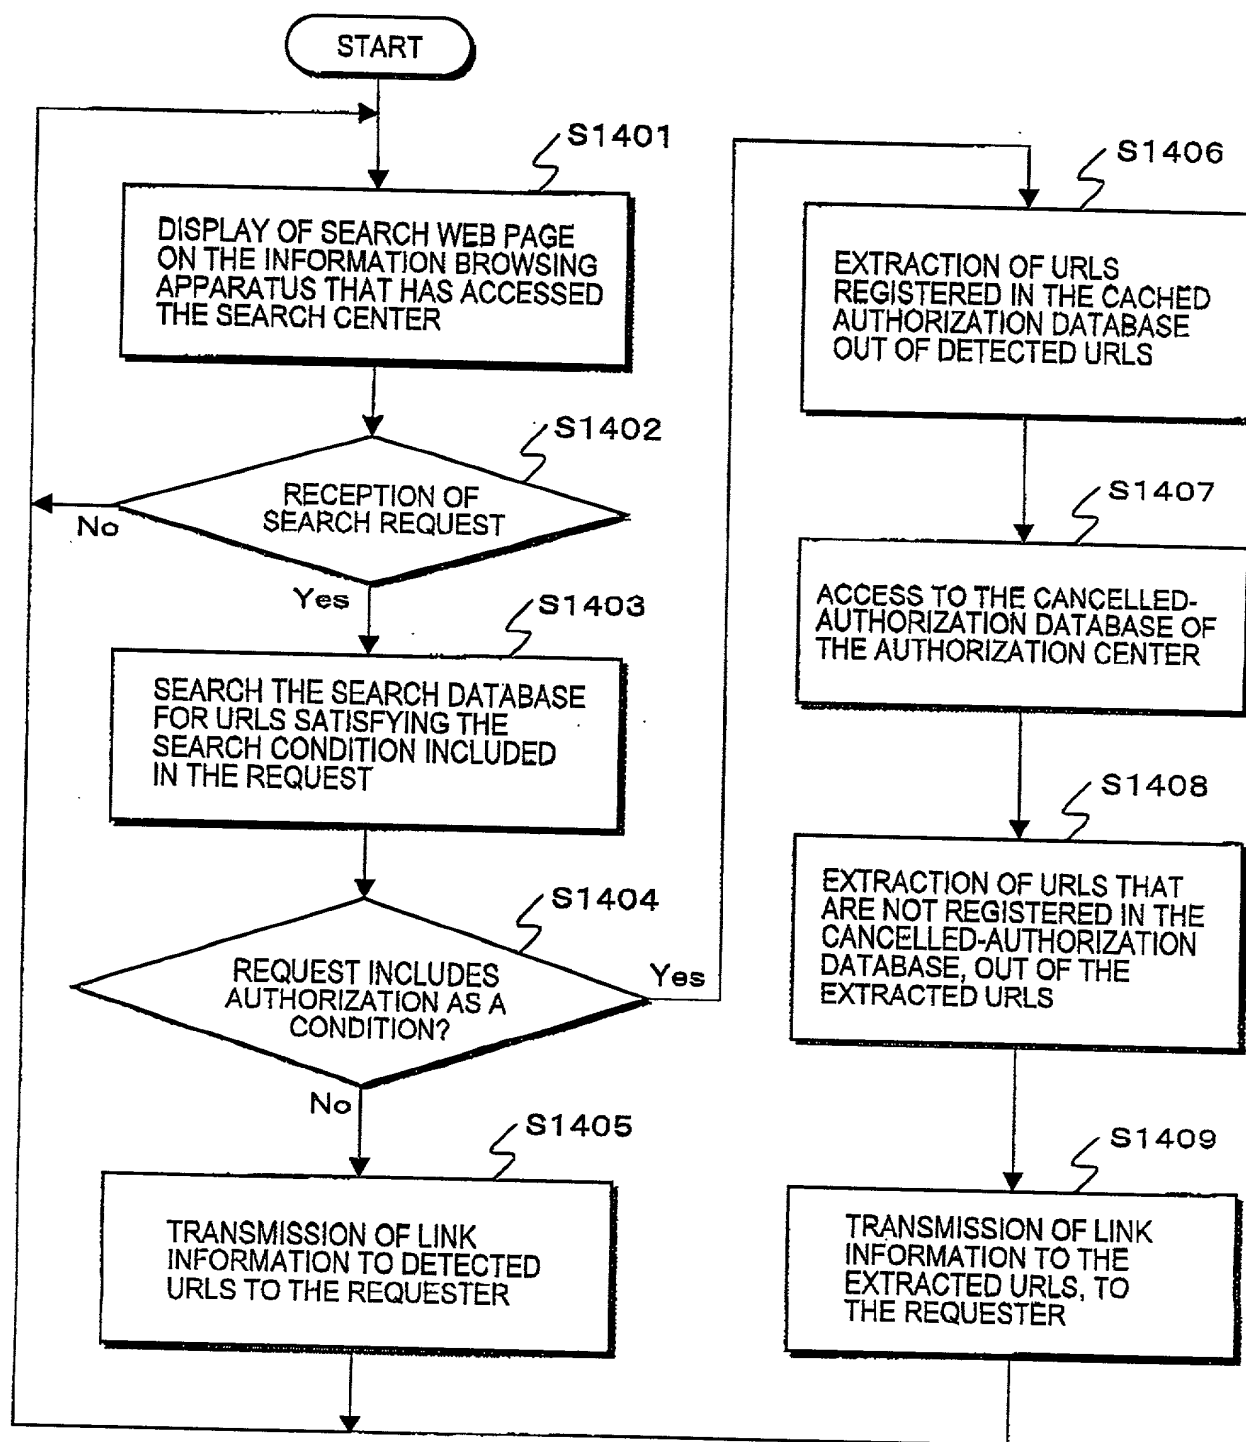 START
S1401
DISPLAY OF SEARCH WEB PAGE
ON THE INFORMATION BROWSING
APPARATUS THAT HAS ACCESSED
THE SEARCH CENTER
S1402
RECEPTION OF
SEARCH REQUEST
No
Yes
S1403
SEARCH THE SEARCH DATABASE
FOR URLS SATISFYING THE
SEARCH CONDITION INCLUDED
IN THE REQUEST
S1404
REQUEST INCLUDES
AUTHORIZATION AS A
CONDITION?
Yes
No
S1405
TRANSMISSION OF LINK
INFORMATION TO DETECTED
URLS TO THE REQUESTER
S1406
EXTRACTION OF URLS
REGISTERED IN THE CACHED
AUTHORIZATION DATABASE
OUT OF DETECTED URLS
S1407
ACCESS TO THE CANCELLED-
AUTHORIZATION DATABASE OF
THE AUTHORIZATION CENTER
S1408
EXTRACTION OF URLS THAT
ARE NOT REGISTERED IN THE
CANCELLED-AUTHORIZATION
DATABASE, OUT OF THE
EXTRACTED URLS
S1409
TRANSMISSION OF LINK
INFORMATION TO THE
EXTRACTED URLS, TO
THE REQUESTER